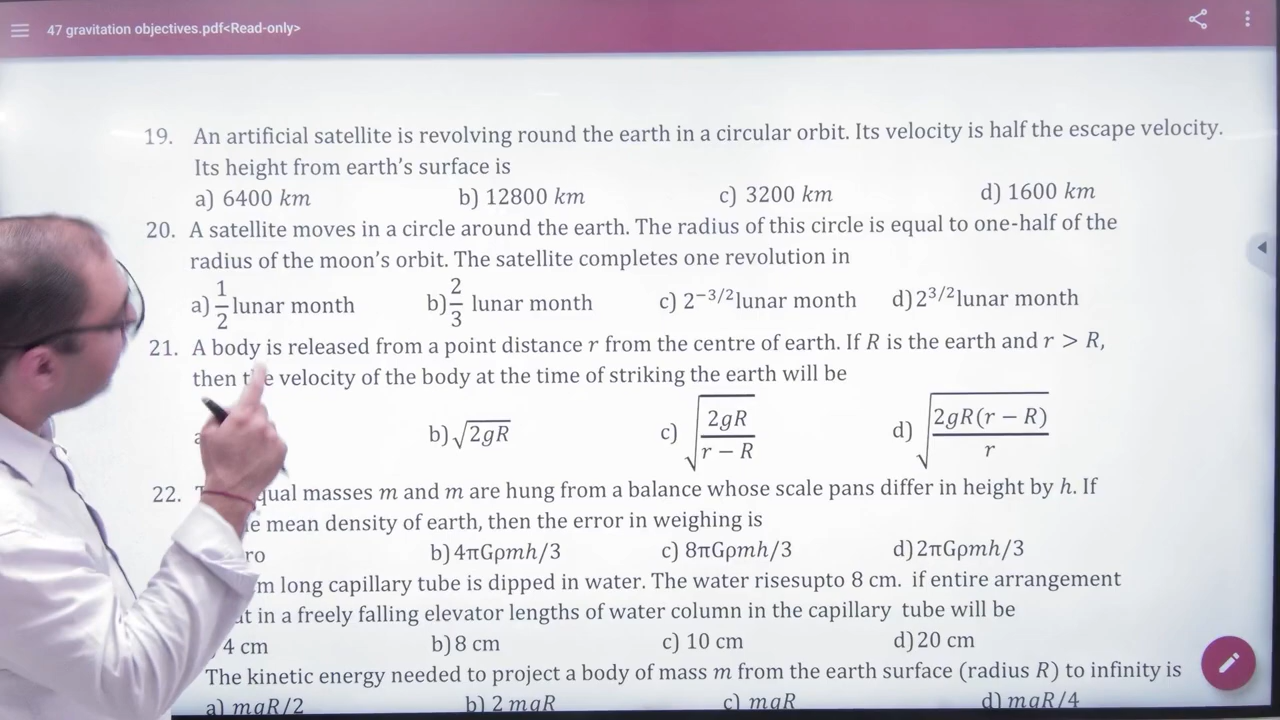 47 gravitation objectives.pdf<Read-only>
19. An artificial satellite is revolving round the earth in a circular orbit. Its velocity is half the escape velocity.
Its height from earth's surface is
a) 6400 km b) 12800 km c) 3200 km d) 1600 km
20. A satellite moves in a circle around the earth. The radius of this circle is equal to one-half of the
radius of the moon's orbit. The satellite completes one revolution in
a) 1/2 lunar month b) 2/3 lunar month c) 2^{-3/2} lunar month d) 2^{3/2} lunar month
21. A body is released from a point distance r from the centre of earth. If R is the earth and r > R,
then the velocity of the body at the time of striking the earth will be
b) √(2gR) c) √(2gR/(r − R)) d) √(2gR(r − R)/r)
22. qual masses m and m are hung from a balance whose scale pans differ in height by h. If
mean density of earth, then the error in weighing is
ro b) 4πGρmh/3 c) 8πGρmh/3 d) 2πGρmh/3
m long capillary tube is dipped in water. The water risesupto 8 cm. if entire arrangement
in a freely falling elevator lengths of water column in the capillary tube will be
4 cm b) 8 cm c) 10 cm d) 20 cm
The kinetic energy needed to project a body of mass m from the earth surface (radius R) to infinity is
a) mgR/2 b) 2 mgR c) mgR d) mgR/4